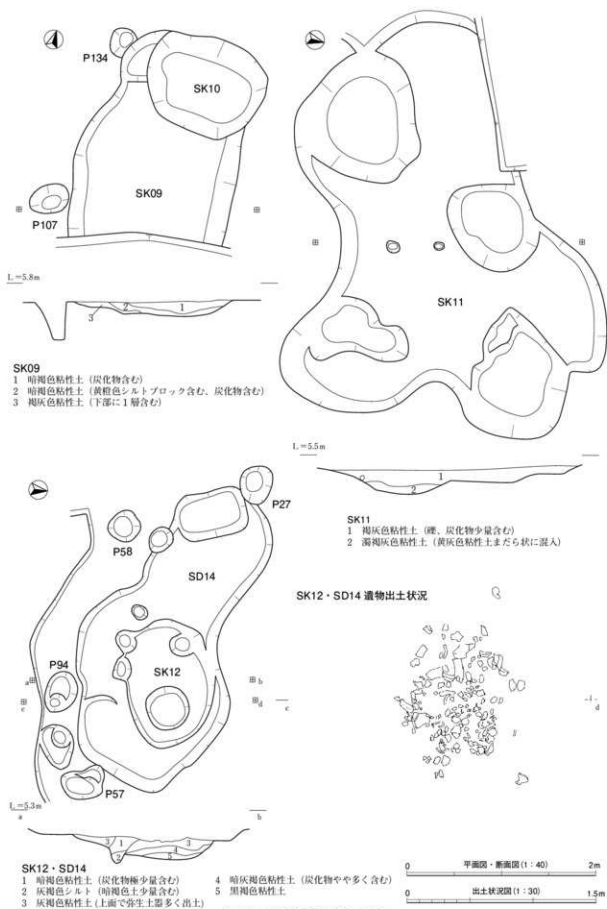 P134
SK10
SK09
P107
L=5.8m
1
2
3
SK09
1 暗褐色粘性土（炭化物含む）
2 暗褐色粘性土（黄橙色シルトブロック含む、炭化物含む）
3 褐灰色粘性土（下部に１層含む）
SK11
L=5.5m
1
2
SK11
1 褐灰色粘性土（礫、炭化物少量含む）
2 濁褐灰色粘性土（黄灰色粘性土まだら状に混入）
P27
P58
SD14
SK12
P94
a
b
c
d
c
P57
L=5.3m
a
b
3
1
3
2
4
5
SK12・SD14
1 暗褐色粘性土（炭化物極少量含む）
2 灰褐色シルト（暗褐色土少量含む）
3 灰褐色粘性土（上面で弥生土器多く出土）
4 暗灰褐色粘性土（炭化物やや多く含む）
5 黒褐色粘性土
SK12・SD14 遺物出土状況
d
0 平面図・断面図（1：40） 2m
0 出土状況図（1：30） 1.5m